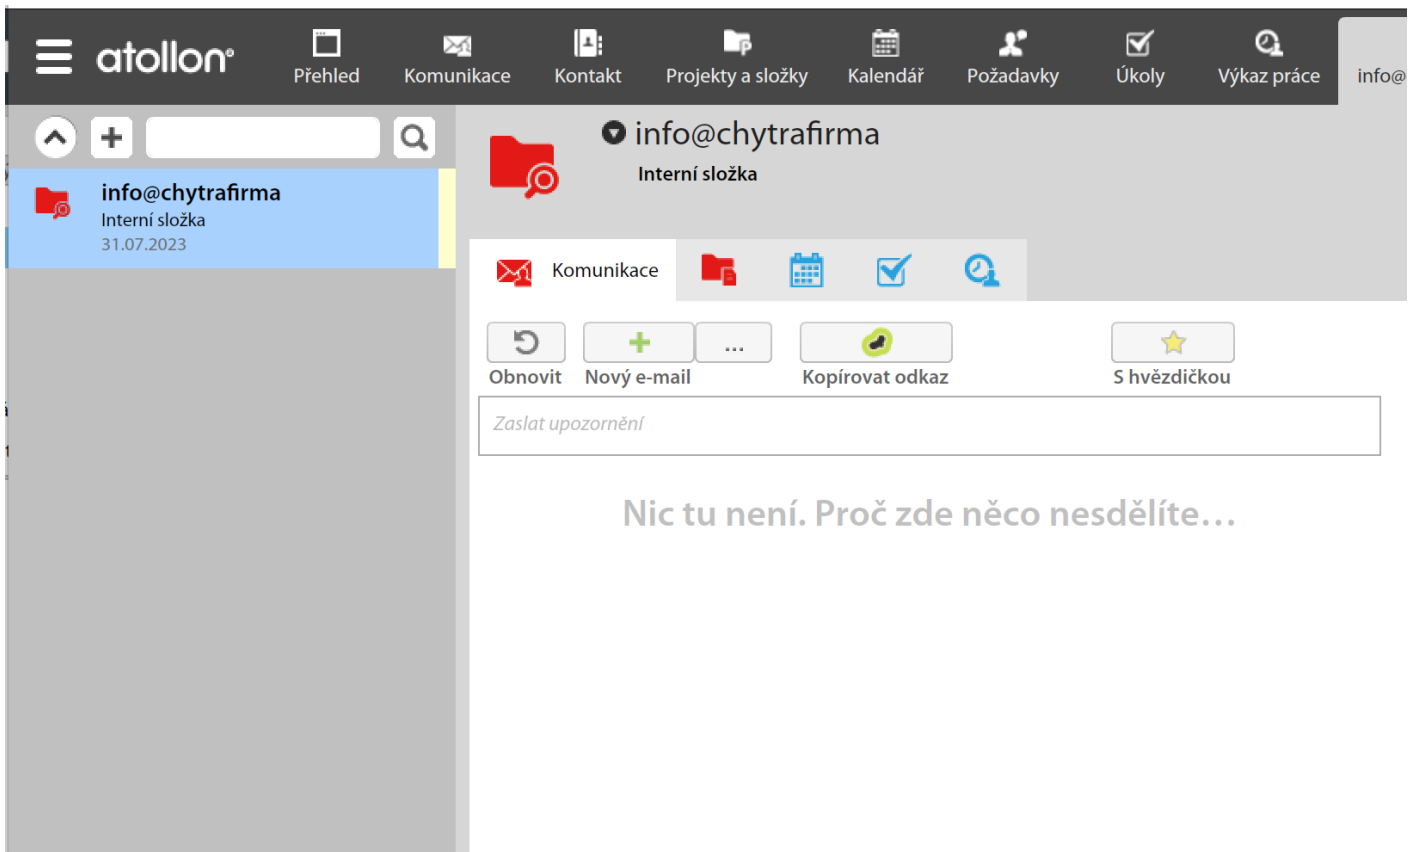 atollon
Přehled
Komunikace
Kontakt
Projekty a složky
Kalendář
Požadavky
Úkoly
Výkaz práce
info@
info@chytrafirma
Interní složka
31.07.2023
info@chytrafirma
Interní složka
Komunikace
...
Obnovit
Nový e-mail
Kopírovat odkaz
S hvězdičkou
Zaslat upozornění
Nic tu není. Proč zde něco nesdělíte...